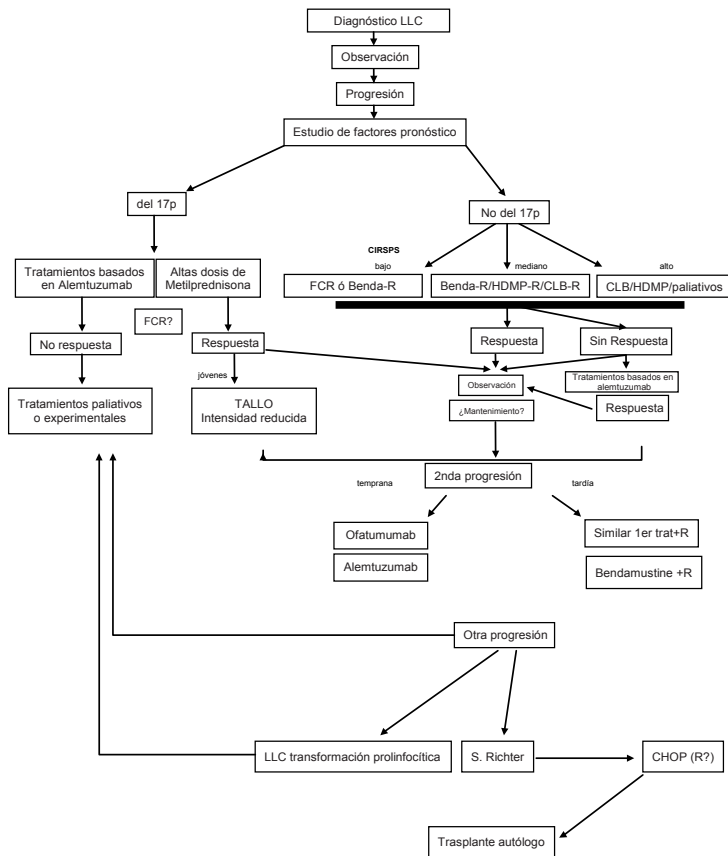 Diagnóstico LLC
Observación
Progresión
Estudio de factores pronóstico
del 17p
No del 17p
CIRSPS
bajo
mediano
alto
Tratamientos basados
en Alemtuzumab
Altas dosis de
Metilprednisona
FCR ó Benda-R
Benda-R/HDMP-R/CLB-R
CLB/HDMP/paliativos
FCR?
No respuesta
Respuesta
Respuesta
Sin Respuesta
jóvenes
Observación
Tratamientos basados en
alemtuzumab
Tratamientos paliativos
o experimentales
TALLO
Intensidad reducida
¿Mantenimiento?
Respuesta
2nda progresión
temprana
tardía
Ofatumumab
Similar 1er trat+R
Alemtuzumab
Bendamustine +R
Otra progresión
LLC transformación prolinfocítica
S. Richter
CHOP (R?)
Trasplante autólogo